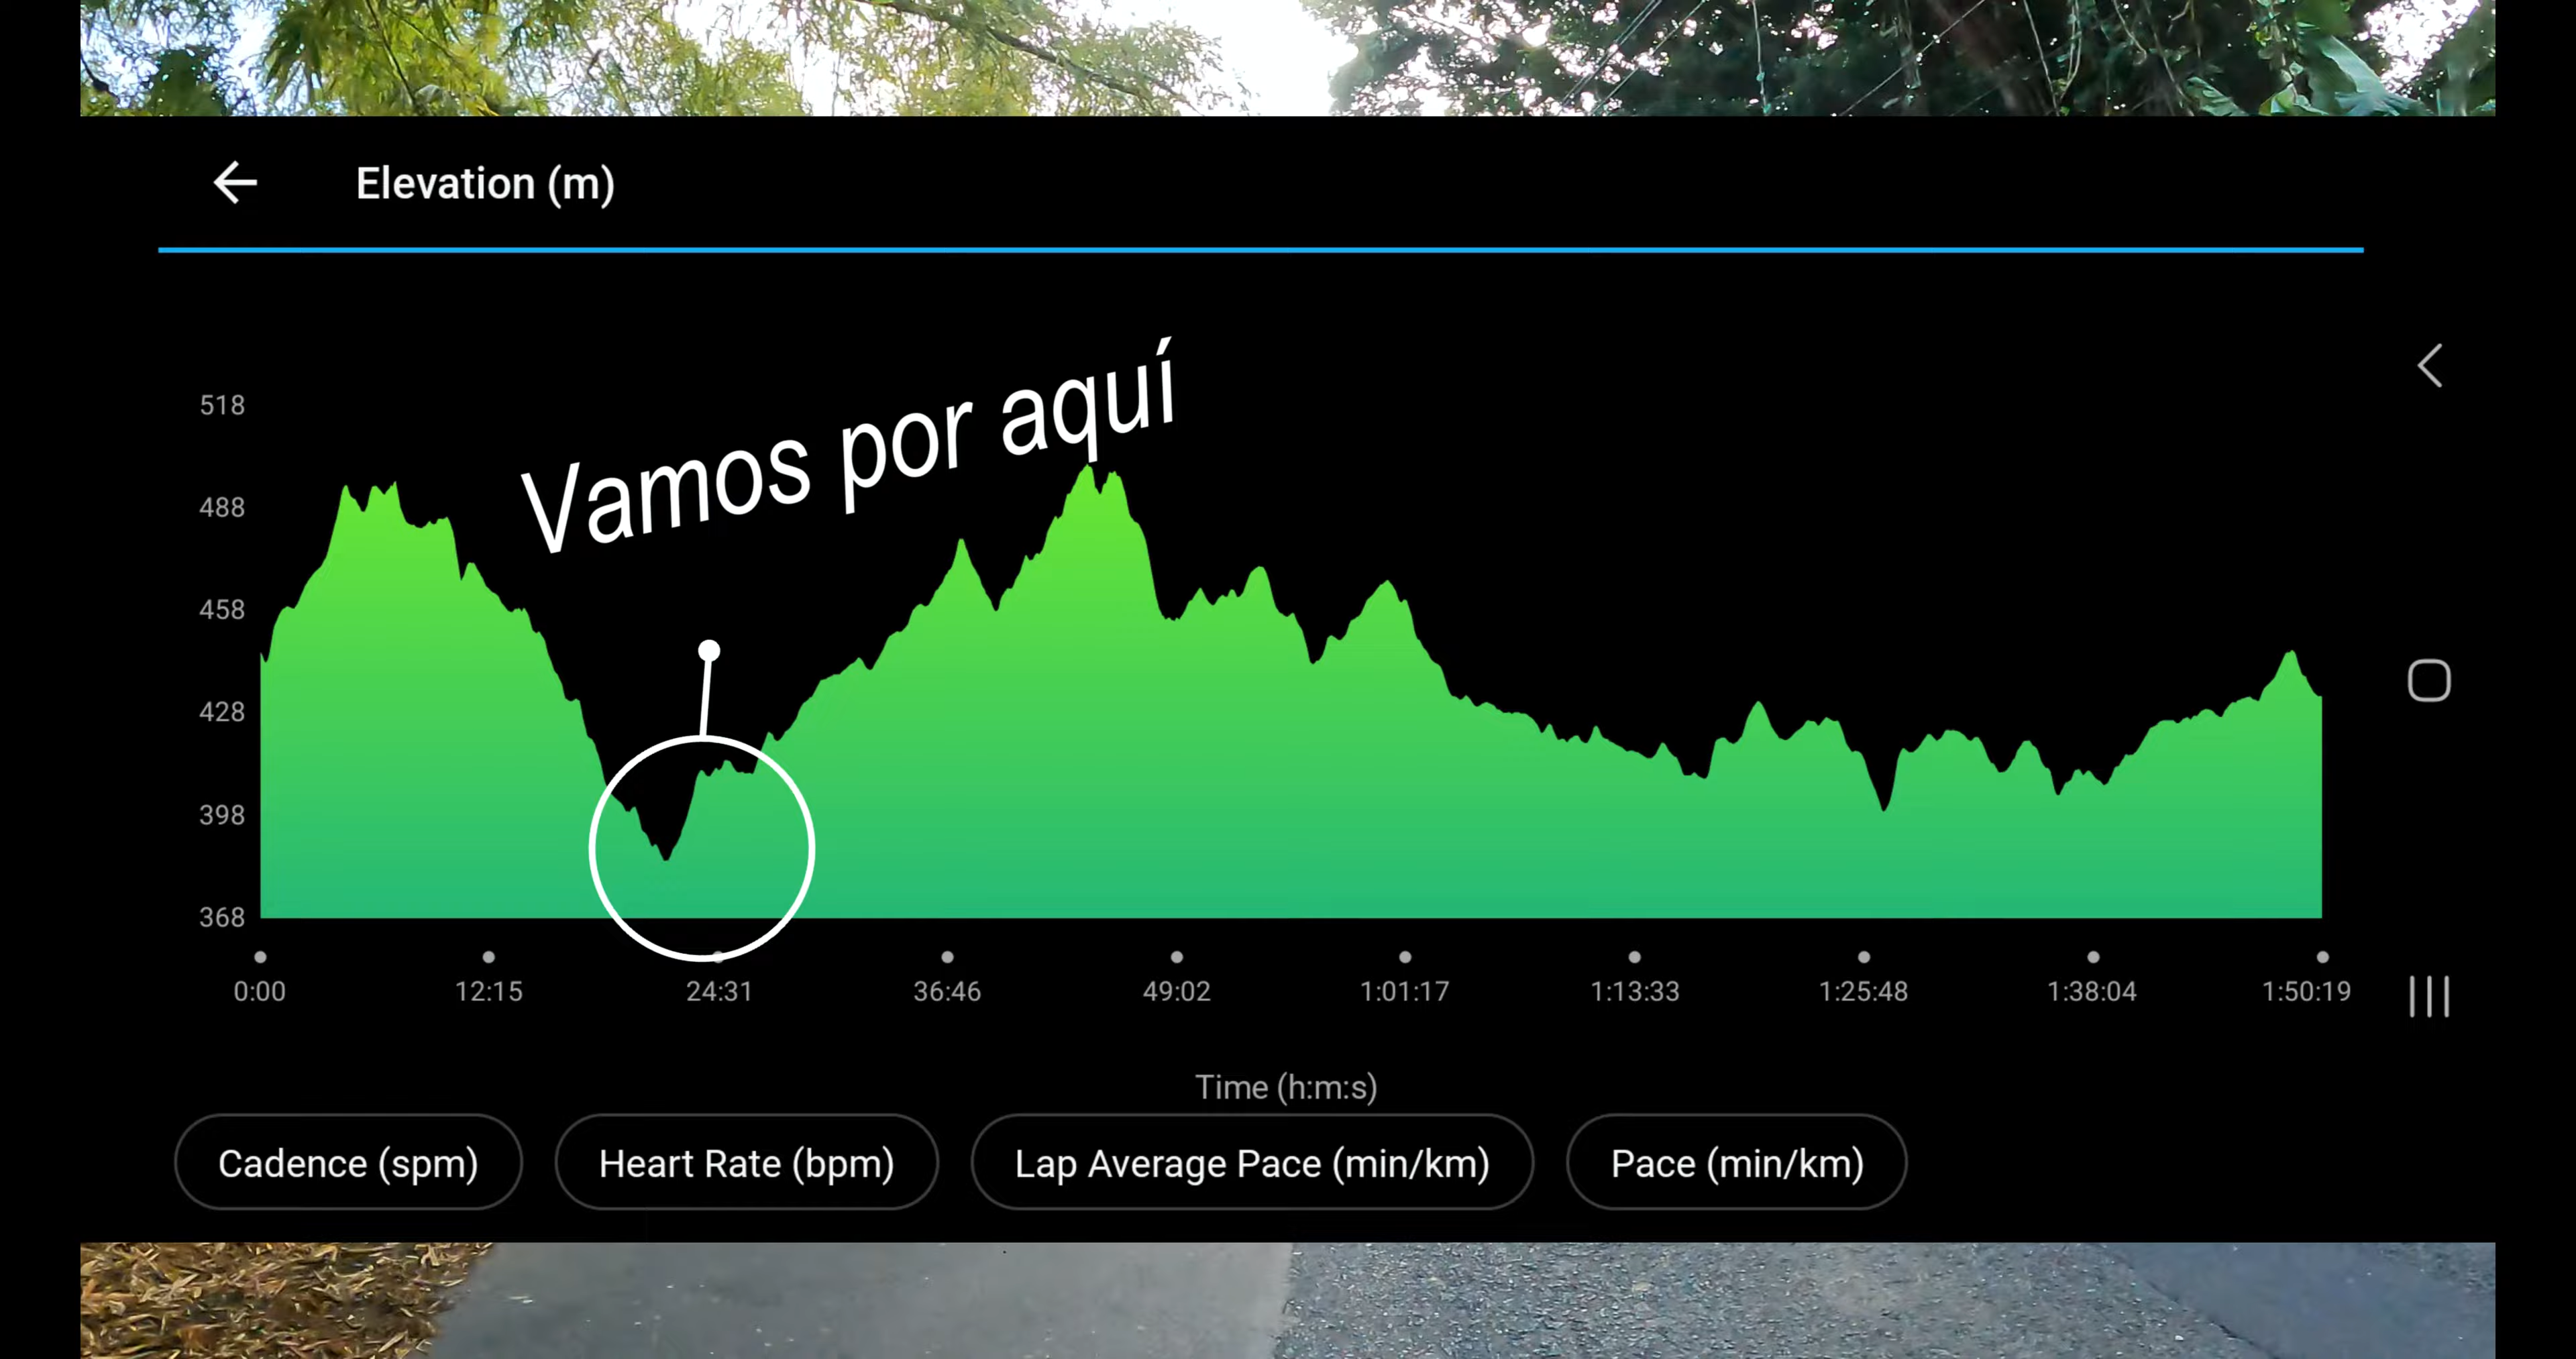 Elevation (m)
Vamos por aquí
518
488
458
428
398
368
0:00 12:15 24:31 36:46 49:02 1:01:17 1:13:33 1:25:48 1:38:04 1:50:19
Time (h:m:s)
Cadence (spm) Heart Rate (bpm) Lap Average Pace (min/km) Pace (min/km)